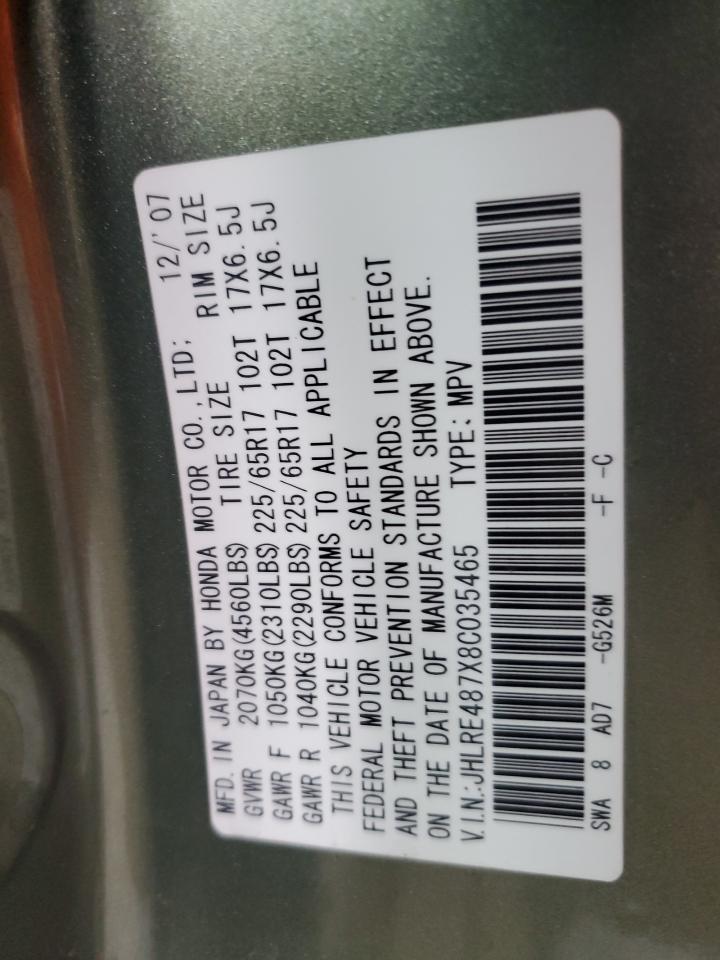 MFD. IN JAPAN BY HONDA MOTOR CO.,LTD; 12/'07
GVWR 2070KG(4560LBS) TIRE SIZE RIM SIZE
GAWR F 1050KG(2310LBS) 225/65R17 102T 17X6.5J
GAWR R 1040KG(2290LBS) 225/65R17 102T 17X6.5J
THIS VEHICLE CONFORMS TO ALL APPLICABLE
FEDERAL MOTOR VEHICLE SAFETY
AND THEFT PREVENTION STANDARDS IN EFFECT
ON THE DATE OF MANUFACTURE SHOWN ABOVE.
V.I.N.:JHLRE487X8C035465 TYPE: MPV
SWA 8 AD7 -G526M -F -C